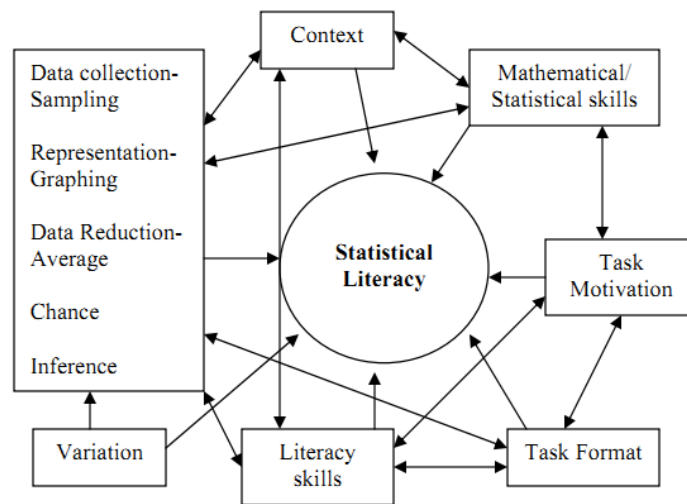 Context
Data collection-
Sampling
Representation-
Graphing
Data Reduction-
Average
Chance
Inference
Mathematical/
Statistical skills
Statistical
Literacy
Task
Motivation
Variation
Literacy
skills
Task Format